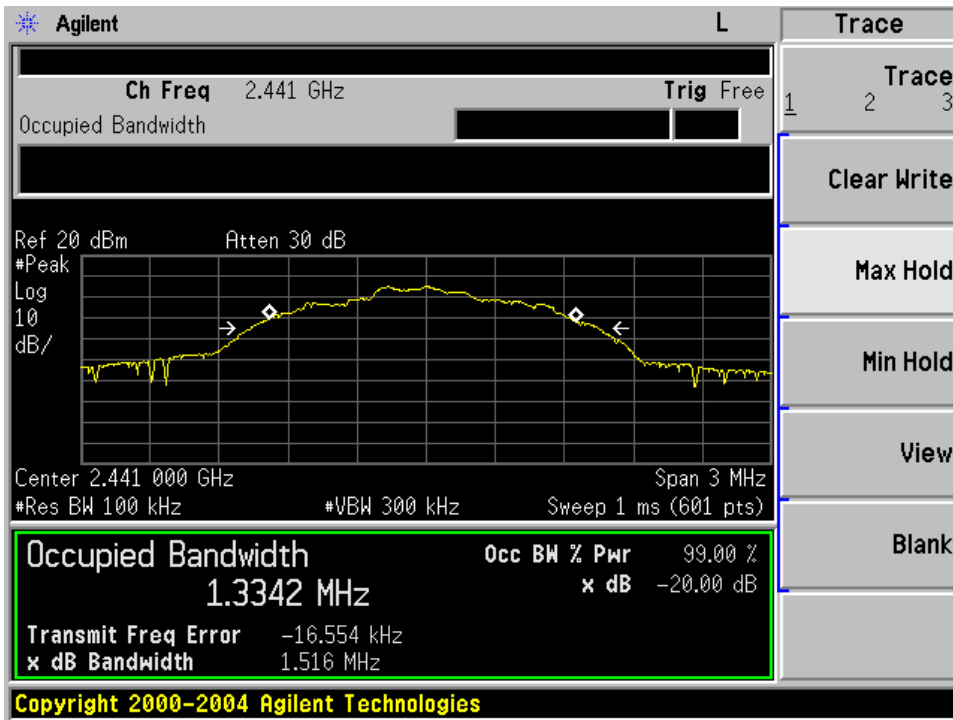 Agilent L Trace
Ch Freq 2.441 GHz Trig Free
Occupied Bandwidth
Trace
1 2 3
Clear Write
Max Hold
Min Hold
View
Blank
Ref 20 dBm Atten 30 dB
#Peak
Log
10
dB/
Center 2.441 000 GHz Span 3 MHz
#Res BW 100 kHz #VBW 300 kHz Sweep 1 ms (601 pts)
Occupied Bandwidth Occ BW % Pwr 99.00 %
1.3342 MHz x dB -20.00 dB
Transmit Freq Error -16.554 kHz
x dB Bandwidth 1.516 MHz
Copyright 2000-2004 Agilent Technologies